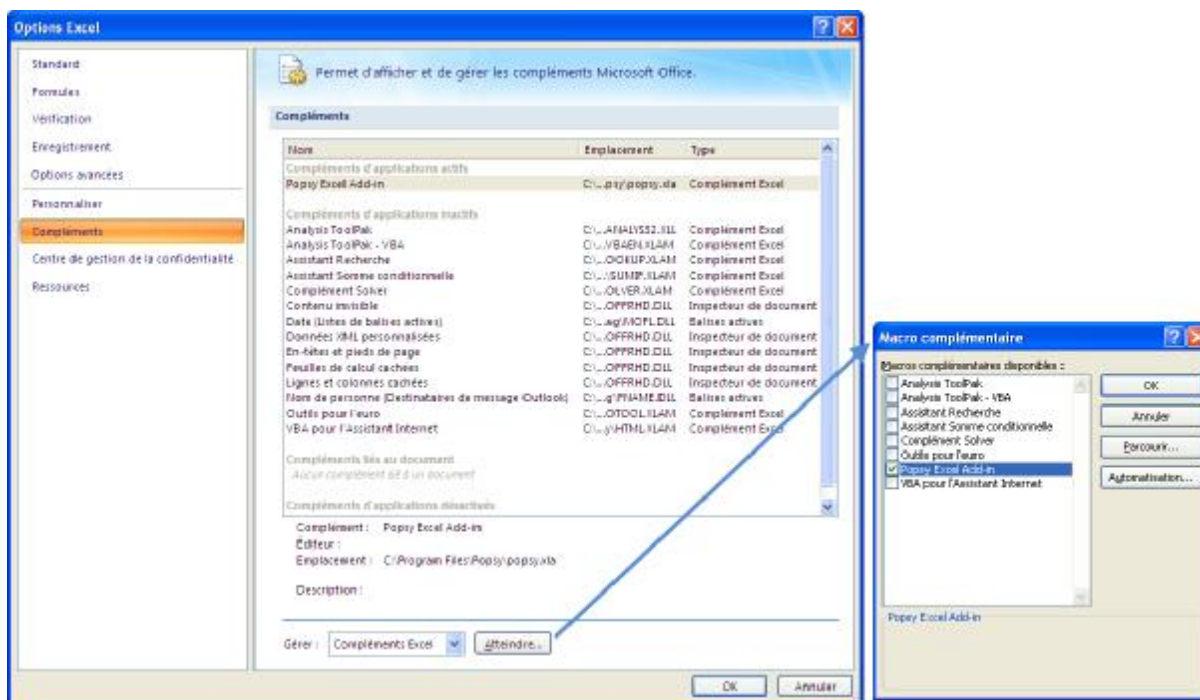 Options Excel
Standard
Formules
Vérification
Enregistrement
Options avancées
Personnaliser
Compléments
Centre de gestion de la confidentialité
Ressources
Permet d'afficher et de gérer les compléments Microsoft Office.
Compléments
Nom Emplacement Type
Compléments d'applications actifs
Popsy Excel Add-in C:\...psy\popsy.xla Complément Excel
Compléments d'applications inactifs
Analysis ToolPak C:\...ANALYS32.XLL Complément Excel
Analysis ToolPak - VBA C:\...VBAEN.XLAM Complément Excel
Assistant Recherche C:\...OOKUP.XLAM Complément Excel
Assistant Somme conditionnelle C:\...\SUMIF.XLAM Complément Excel
Complément Solver C:\...OLVER.XLAM Complément Excel
Contenu invisible C:\...OFFRHD.DLL Inspecteur de document
Date (Listes de balises actives) C:\...ag\MOFL.DLL Balises actives
Données XML personnalisées C:\...OFFRHD.DLL Inspecteur de document
En-têtes et pieds de page C:\...OFFRHD.DLL Inspecteur de document
Feuilles de calcul cachées C:\...OFFRHD.DLL Inspecteur de document
Lignes et colonnes cachées C:\...OFFRHD.DLL Inspecteur de document
Nom de personne (Destinataires de message Outlook) C:\...g\FNAME.DLL Balises actives
Outils pour l'euro C:\...OTOOL.XLAM Complément Excel
VBA pour l'Assistant Internet C:\...y\HTML.XLAM Complément Excel
Compléments liés au document
Aucun complément lié à un document
Compléments d'applications désactivés
Complément : Popsy Excel Add-in
Éditeur :
Emplacement : C:\Program Files\Popsy\popsy.xla
Description :
Gérer : Compléments Excel Atteindre...
OK Annuler
Macro complémentaire
Macros complémentaires disponibles :
Analysis ToolPak
Analysis ToolPak - VBA
Assistant Recherche
Assistant Somme conditionnelle
Complément Solver
Outils pour l'euro
Popsy Excel Add-in
VBA pour l'Assistant Internet
OK
Annuler
Parcourir...
Automatisation...
Popsy Excel Add-in